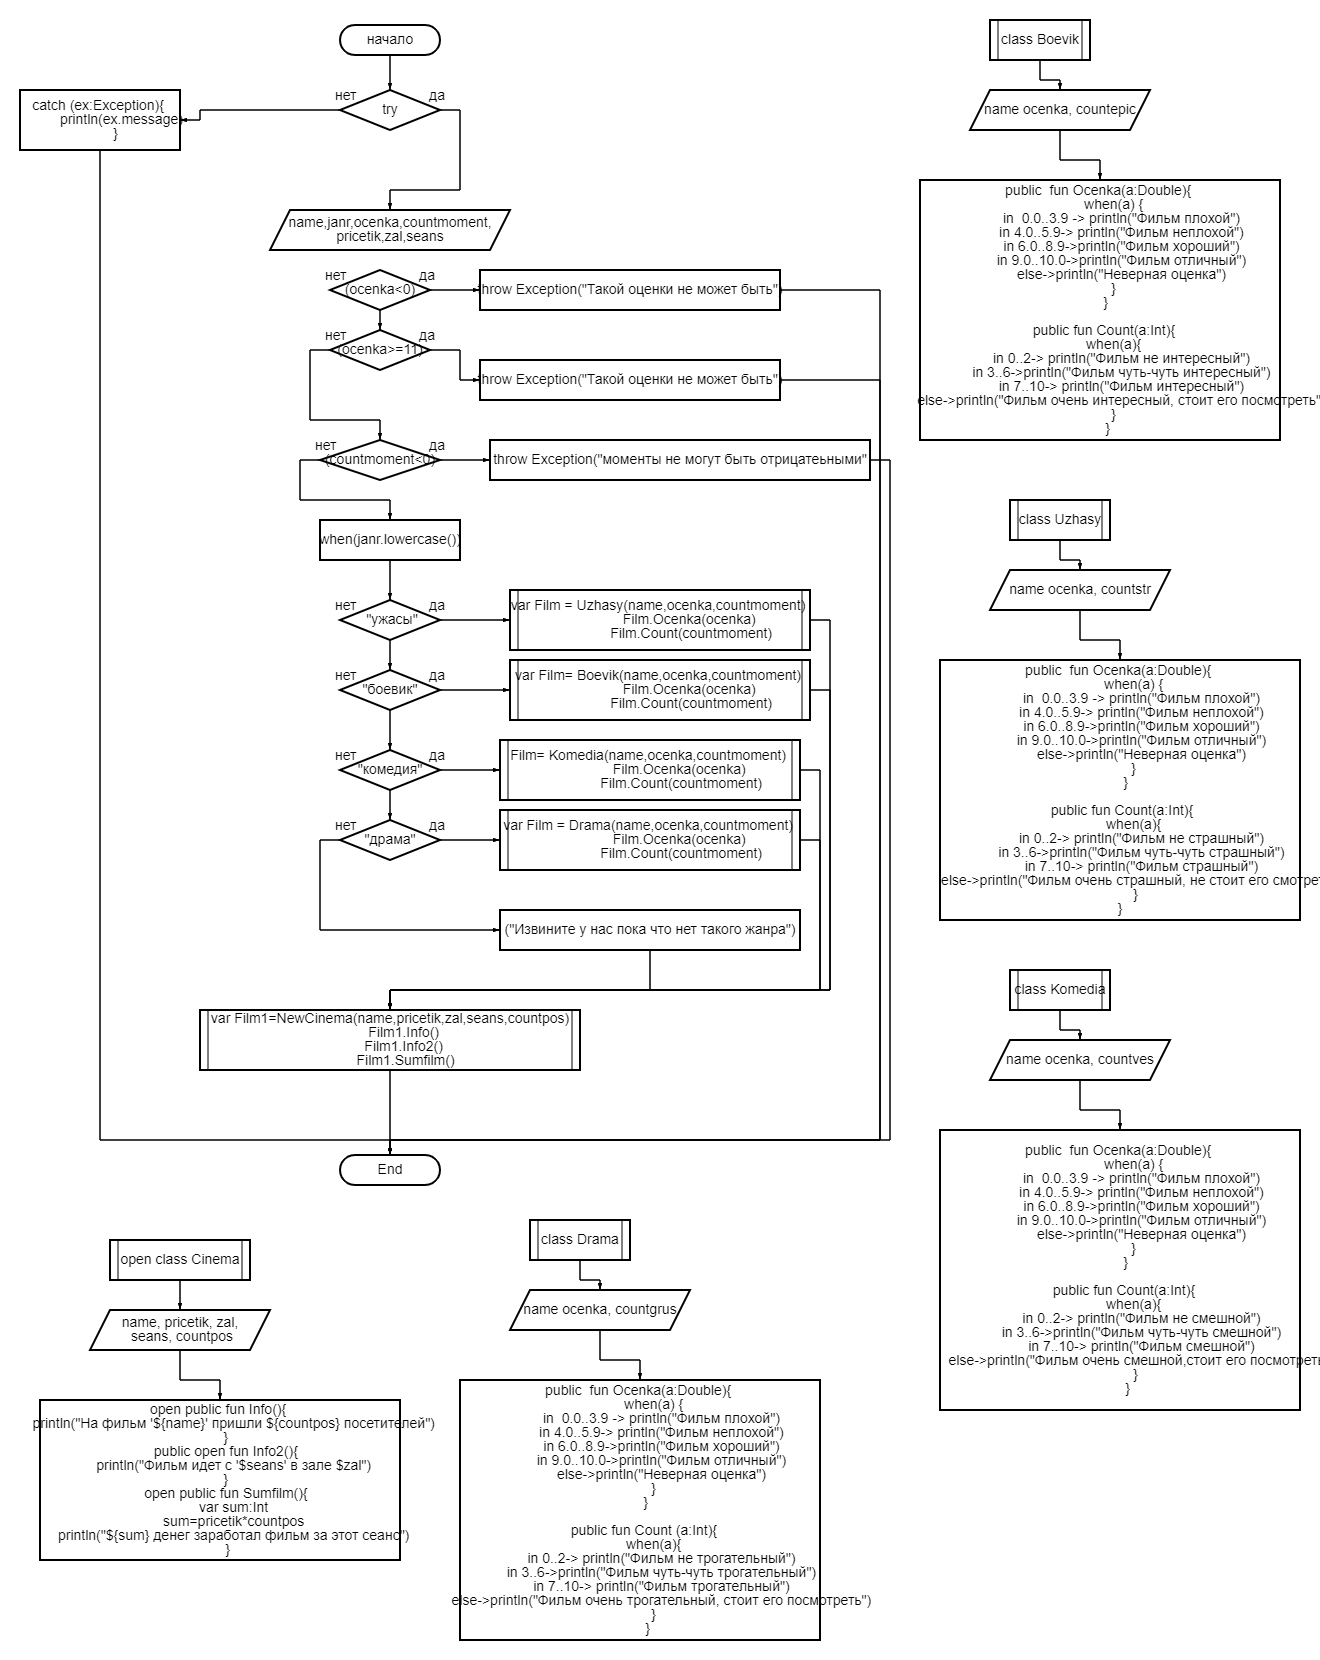 начало
нет
да
try
catch (ex:Exception){
println(ex.message)
}
name,janr,ocenka,countmoment,
pricetik,zal,seans
нет
да
(ocenka<0)
throw Exception("Такой оценки не может быть")
нет
да
(ocenka>=11)
throw Exception("Такой оценки не может быть")
нет
да
(countmoment<0)
throw Exception("моменты не могут быть отрицатеьными"
when(janr.lowercase())
нет
да
"ужасы"
var Film = Uzhasy(name,ocenka,countmoment)
Film.Ocenka(ocenka)
Film.Count(countmoment)
нет
да
"боевик"
var Film= Boevik(name,ocenka,countmoment)
Film.Ocenka(ocenka)
Film.Count(countmoment)
нет
да
"комедия"
Film= Komedia(name,ocenka,countmoment)
Film.Ocenka(ocenka)
Film.Count(countmoment)
нет
да
"драма"
var Film = Drama(name,ocenka,countmoment)
Film.Ocenka(ocenka)
Film.Count(countmoment)
("Извините у нас пока что нет такого жанра")
var Film1=NewCinema(name,pricetik,zal,seans,countpos)
Film1.Info()
Film1.Info2()
Film1.Sumfilm()
End
class Boevik
name ocenka, countepic
public  fun Ocenka(a:Double){
when(a) {
in  0.0..3.9 -> println("Фильм плохой")
in 4.0..5.9-> println("Фильм неплохой")
in 6.0..8.9->println("Фильм хороший")
in 9.0..10.0->println("Фильм отличный")
else->println("Неверная оценка")
}
}
public fun Count(a:Int){
when(a){
in 0..2-> println("Фильм не интересный")
in 3..6->println("Фильм чуть-чуть интересный")
in 7..10-> println("Фильм интересный")
else->println("Фильм очень интересный, стоит его посмотреть"
}
}
class Uzhasy
name ocenka, countstr
public  fun Ocenka(a:Double){
when(a) {
in  0.0..3.9 -> println("Фильм плохой")
in 4.0..5.9-> println("Фильм неплохой")
in 6.0..8.9->println("Фильм хороший")
in 9.0..10.0->println("Фильм отличный")
else->println("Неверная оценка")
}
}
public fun Count(a:Int){
when(a){
in 0..2-> println("Фильм не страшный")
in 3..6->println("Фильм чуть-чуть страшный")
in 7..10-> println("Фильм страшный")
else->println("Фильм очень страшный, не стоит его смотрет
}
}
class Komedia
name ocenka, countves
public  fun Ocenka(a:Double){
when(a) {
in  0.0..3.9 -> println("Фильм плохой")
in 4.0..5.9-> println("Фильм неплохой")
in 6.0..8.9->println("Фильм хороший")
in 9.0..10.0->println("Фильм отличный")
else->println("Неверная оценка")
}
}
public fun Count(a:Int){
when(a){
in 0..2-> println("Фильм не смешной")
in 3..6->println("Фильм чуть-чуть смешной")
in 7..10-> println("Фильм смешной")
else->println("Фильм очень смешной,стоит его посмотреть
}
}
open class Cinema
name, pricetik, zal,
seans, countpos
open public fun Info(){
println("На фильм '${name}' пришли ${countpos} посетителей")
}
public open fun Info2(){
println("Фильм идет с '$seans' в зале $zal")
}
open public fun Sumfilm(){
var sum:Int
sum=pricetik*countpos
println("${sum} денег заработал фильм за этот сеанс")
}
class Drama
name ocenka, countgrus
public  fun Ocenka(a:Double){
when(a) {
in  0.0..3.9 -> println("Фильм плохой")
in 4.0..5.9-> println("Фильм неплохой")
in 6.0..8.9->println("Фильм хороший")
in 9.0..10.0->println("Фильм отличный")
else->println("Неверная оценка")
}
}
public fun Count (a:Int){
when(a){
in 0..2-> println("Фильм не трогательный")
in 3..6->println("Фильм чуть-чуть трогательный")
in 7..10-> println("Фильм трогательный")
else->println("Фильм очень трогательный, стоит его посмотреть")
}
}